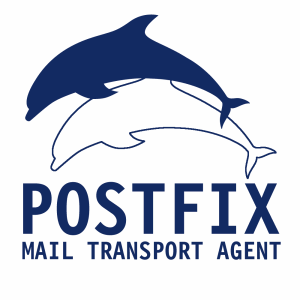 POSTFIX
MAIL TRANSPORT AGENT